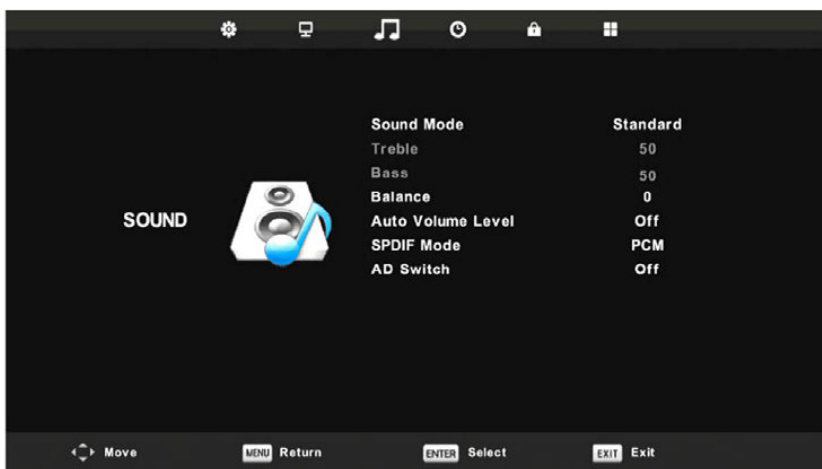 Sound Mode Standard
Treble 50
Bass 50
Balance 0
SOUND
Auto Volume Level Off
SPDIF Mode PCM
AD Switch Off
Move MENU Return ENTER Select EXIT Exit